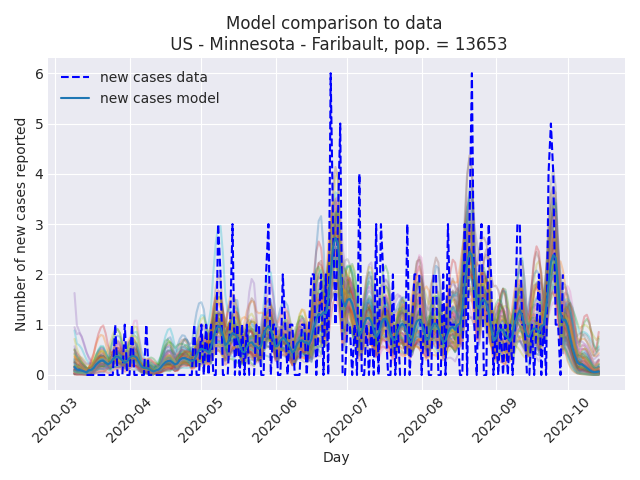 Model comparison to data
US - Minnesota - Faribault, pop. = 13653
new cases data
new cases model
Number of new cases reported
6
5
4
3
2
1
0
2020-03
2020-04
2020-05
2020-06
2020-07
2020-08
2020-09
2020-10
Day